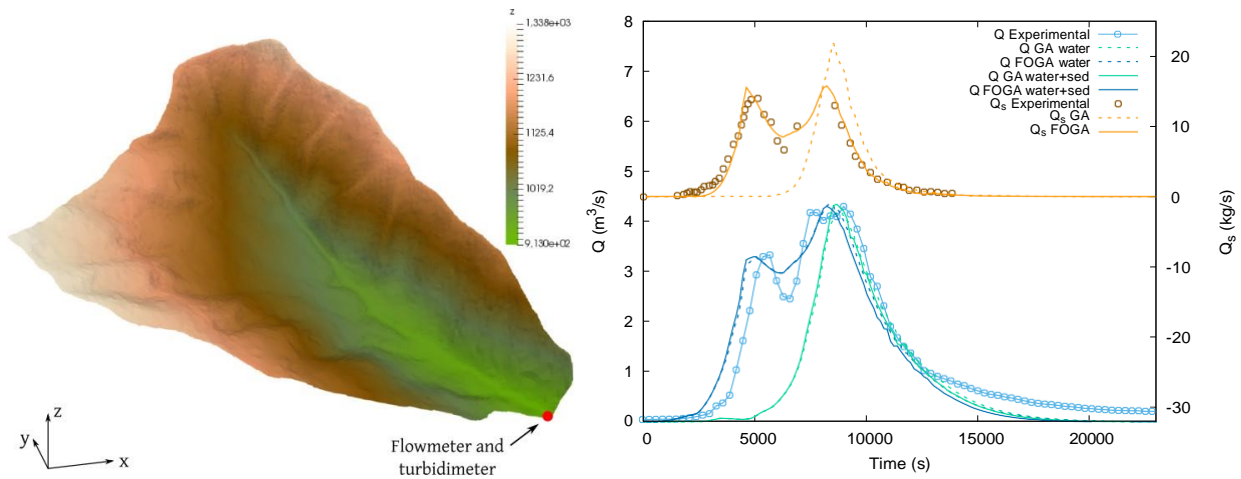 z
1,338e+03
1231,6
1125,4
1019,2
9,130e+02
z
y
x
Flowmeter and
turbidimeter
8
7
6
5
4
3
2
1
0
Q (m³/s)
20
10
0
-10
-20
-30
Qₛ (kg/s)
0
5000
10000
15000
20000
Time (s)
Q Experimental
Q GA water
Q FOGA water
Q GA water+sed
Q FOGA water+sed
Qₛ Experimental
Qₛ GA
Qₛ FOGA